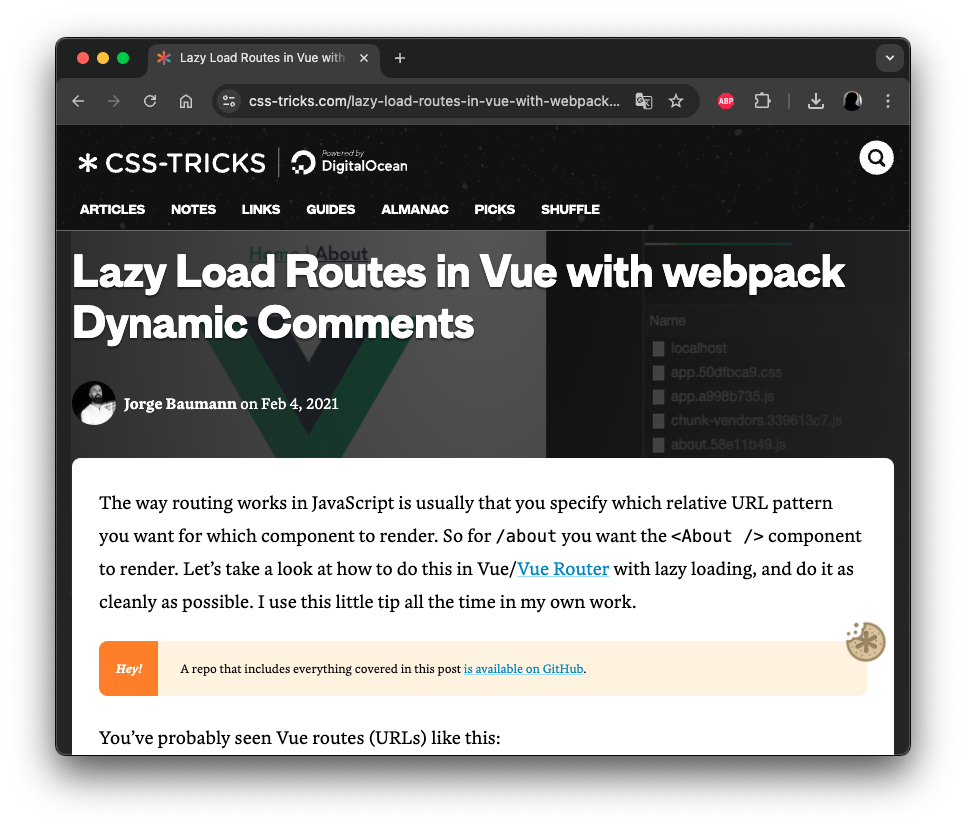 Lazy Load Routes in Vue with
css-tricks.com/lazy-load-routes-in-vue-with-webpack...
ABP
CSS-TRICKS
Powered by
DigitalOcean
ARTICLES NOTES LINKS GUIDES ALMANAC PICKS SHUFFLE
Home | About
Lazy Load Routes in Vue with webpack
Dynamic Comments
Name
localhost
app.50dfbca9.css
app.a998b735.js
chunk-vendors.339613c7.js
about.58e11b49.js
Jorge Baumann on Feb 4, 2021
The way routing works in JavaScript is usually that you specify which relative URL pattern
you want for which component to render. So for /about you want the <About /> component
to render. Let’s take a look at how to do this in Vue/Vue Router with lazy loading, and do it as
cleanly as possible. I use this little tip all the time in my own work.
Hey!
A repo that includes everything covered in this post is available on GitHub.
You’ve probably seen Vue routes (URLs) like this: